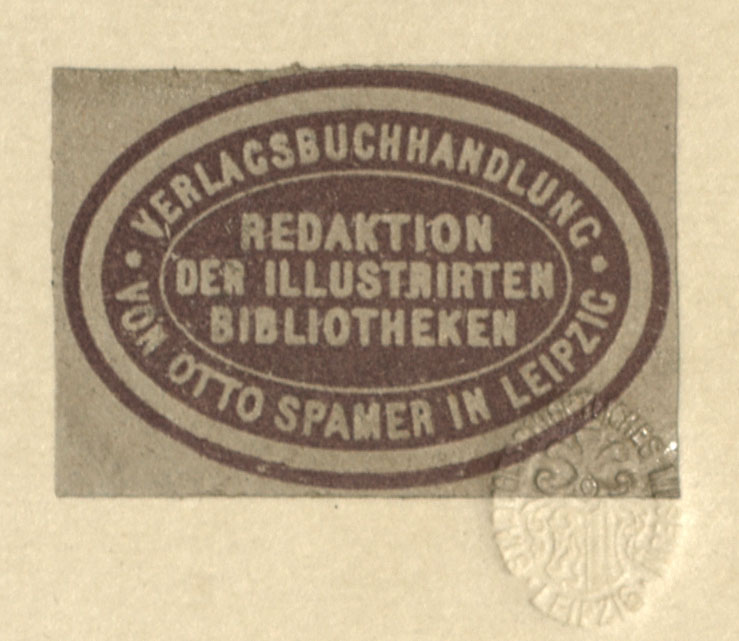 VERLAGSBUCHHANDLUNG
REDAKTION
DER ILLUSTRIRTEN
BIBLIOTHEKEN
VON OTTO SPAMER IN LEIPZIG
LEIPZIG